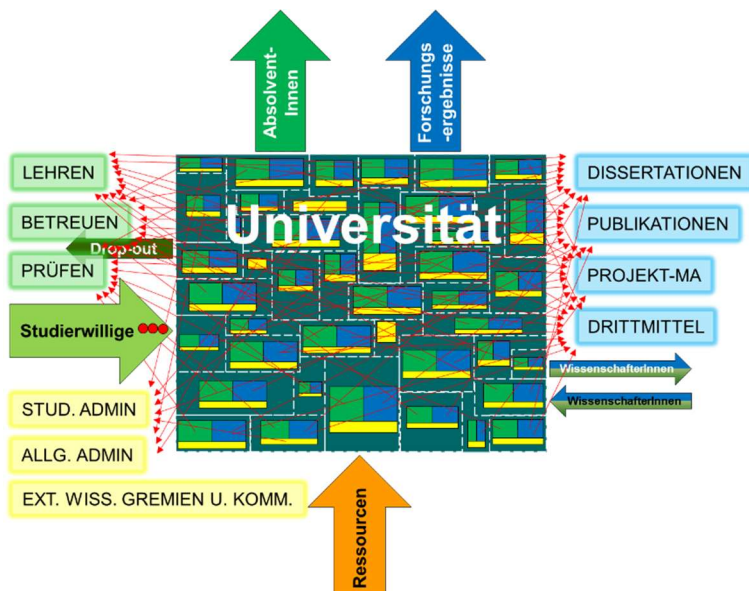 Absolvent-
Innen
Forschungs
-ergebnisse
LEHREN
BETREUEN
Drop-out
PRÜFEN
Studierwillige
STUD. ADMIN
ALLG. ADMIN
EXT. WISS. GREMIEN U. KOMM.
Universität
DISSERTATIONEN
PUBLIKATIONEN
PROJEKT-MA
DRITTMITTEL
WissenschafterInnen
WissenschafterInnen
Ressourcen